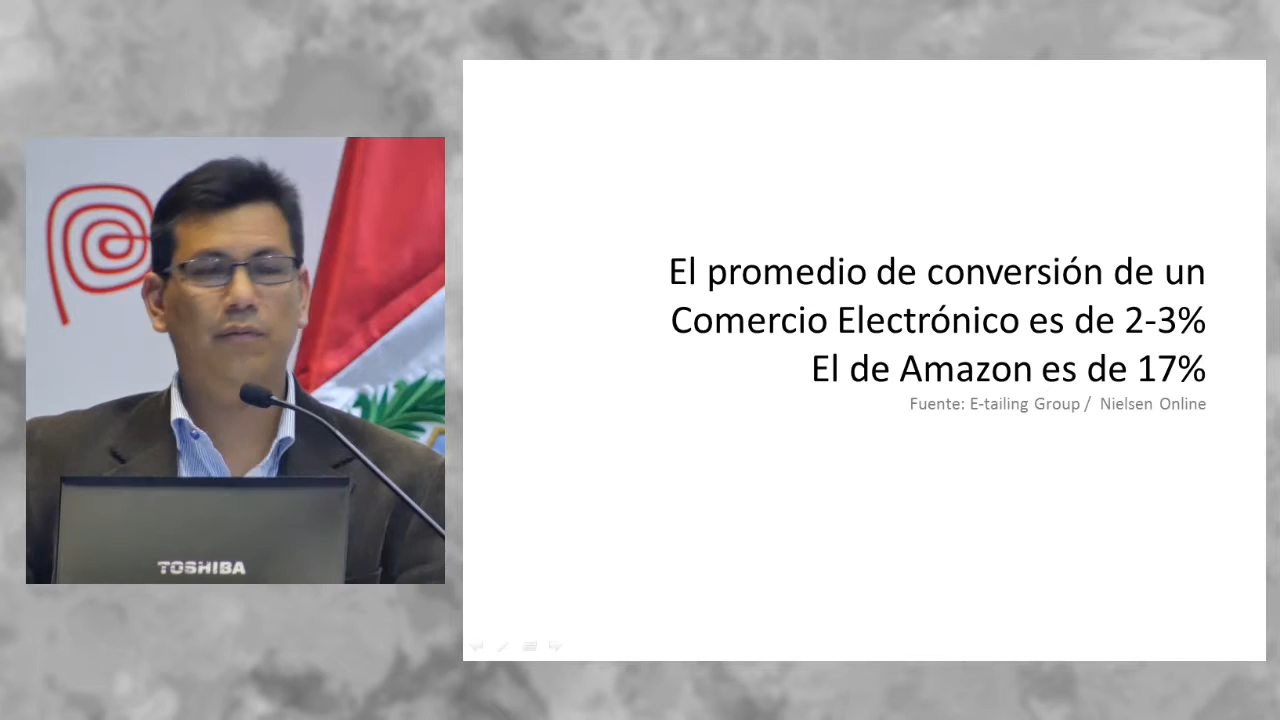 TOSHIBA
El promedio de conversión de un
Comercio Electrónico es de 2-3%
El de Amazon es de 17%
Fuente: E-tailing Group / Nielsen Online